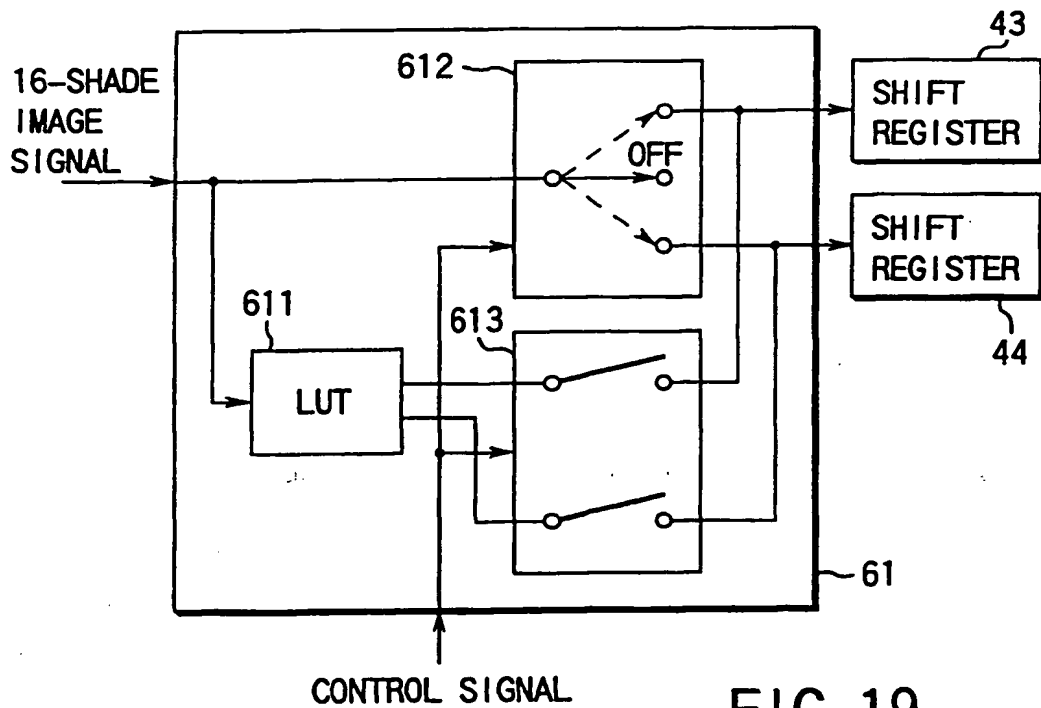 16-SHADE
IMAGE
SIGNAL
612
OFF
43
SHIFT
REGISTER
SHIFT
REGISTER
44
611
LUT
613
61
CONTROL SIGNAL
FIG. 19